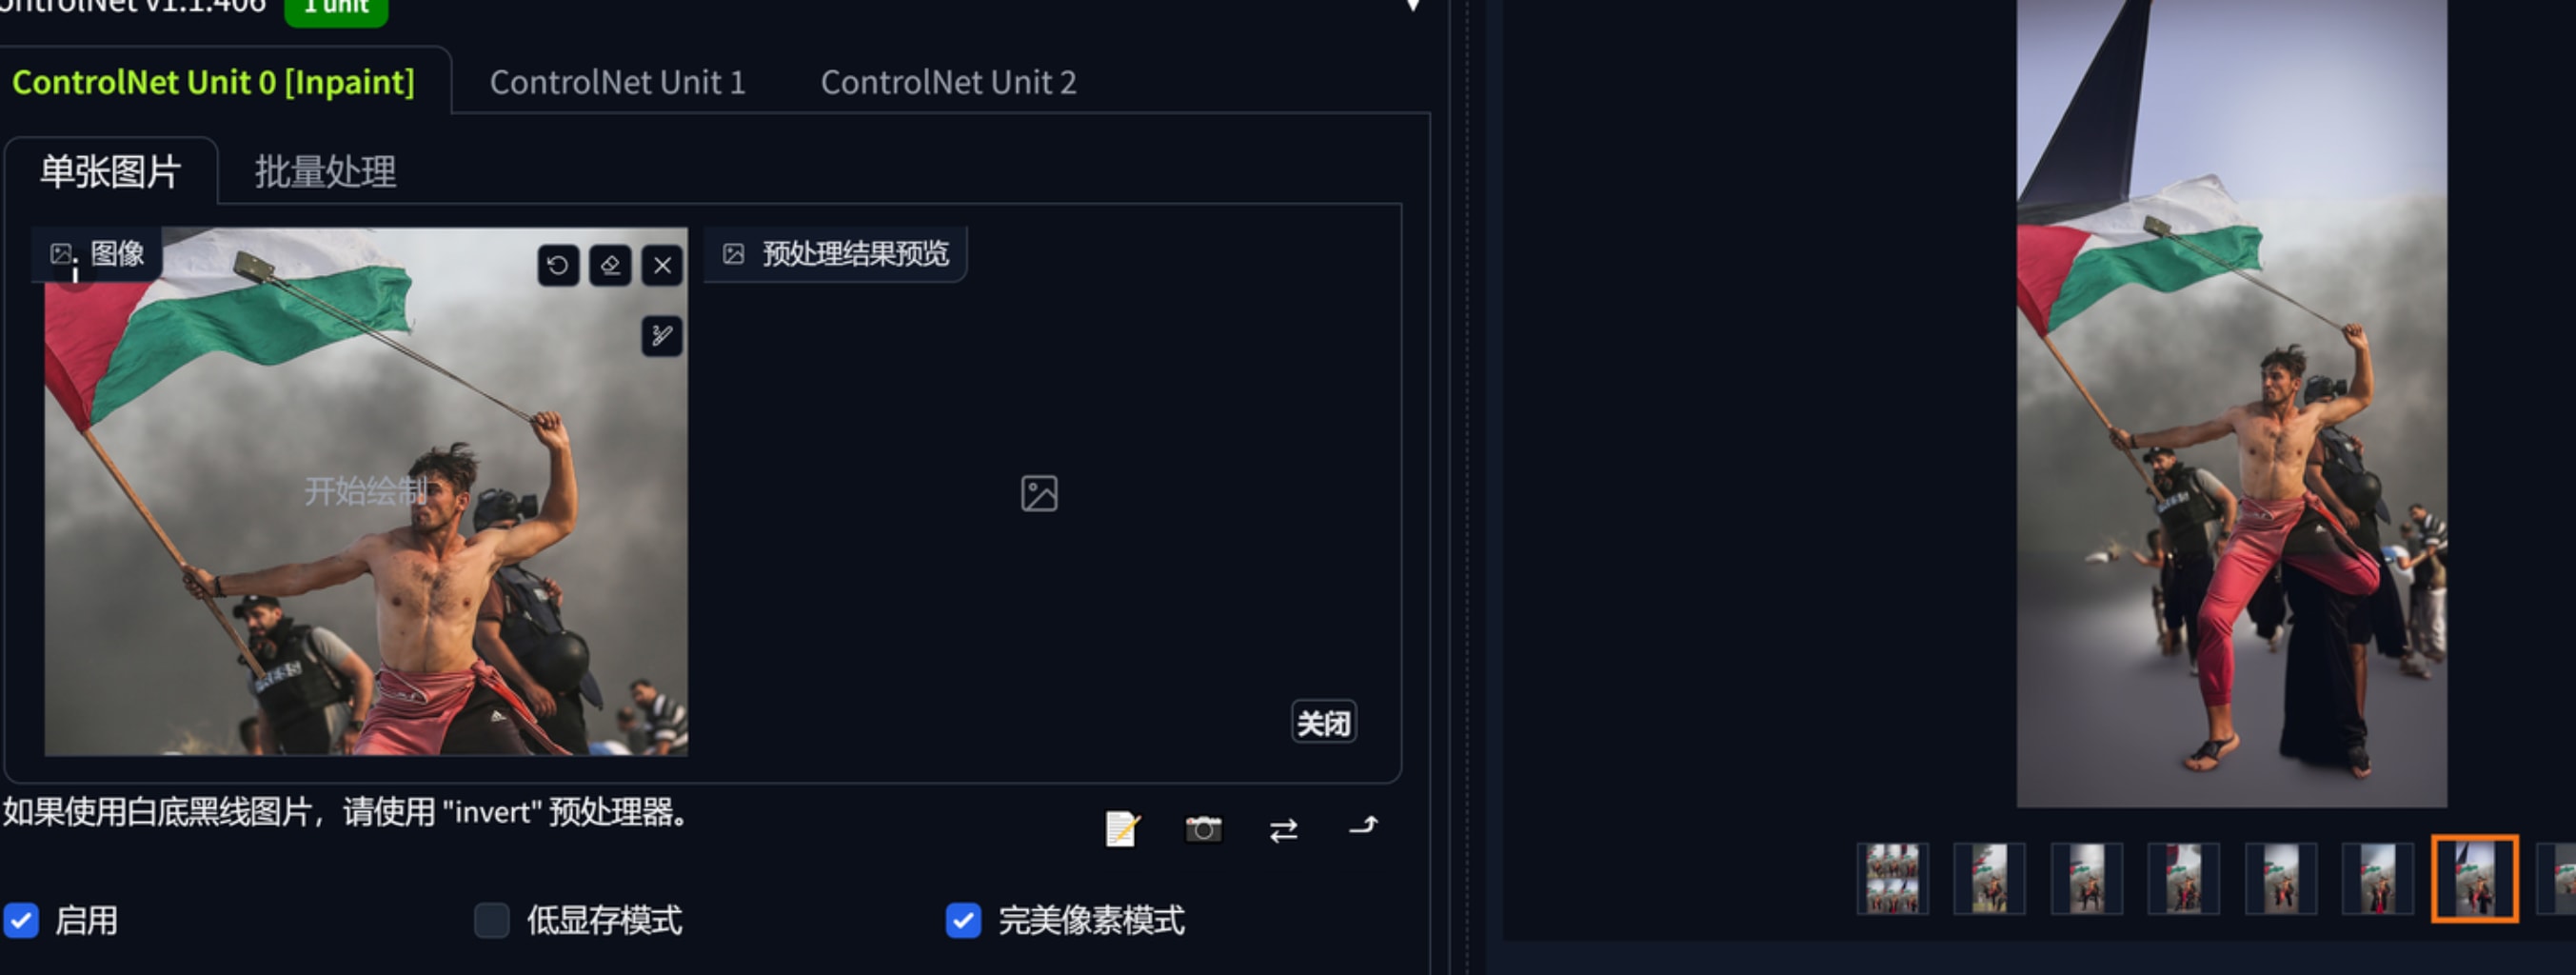 ontrolNet v1.1.406
1 unit
ControlNet Unit 0 [Inpaint]
ControlNet Unit 1
ControlNet Unit 2
单张图片
批量处理
图像
预处理结果预览
开始绘制
关闭
如果使用白底黑线图片，请使用 "invert" 预处理器。
启用
低显存模式
完美像素模式